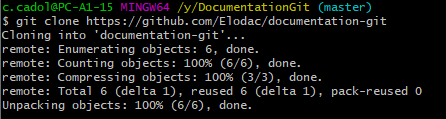 c.cadol@PC-A1-15 MINGW64 /y/DocumentationGit (master)
$ git clone https://github.com/Elodac/documentation-git
Cloning into 'documentation-git'...
remote: Enumerating objects: 6, done.
remote: Counting objects: 100% (6/6), done.
remote: Compressing objects: 100% (3/3), done.
remote: Total 6 (delta 1), reused 6 (delta 1), pack-reused 0
Unpacking objects: 100% (6/6), done.